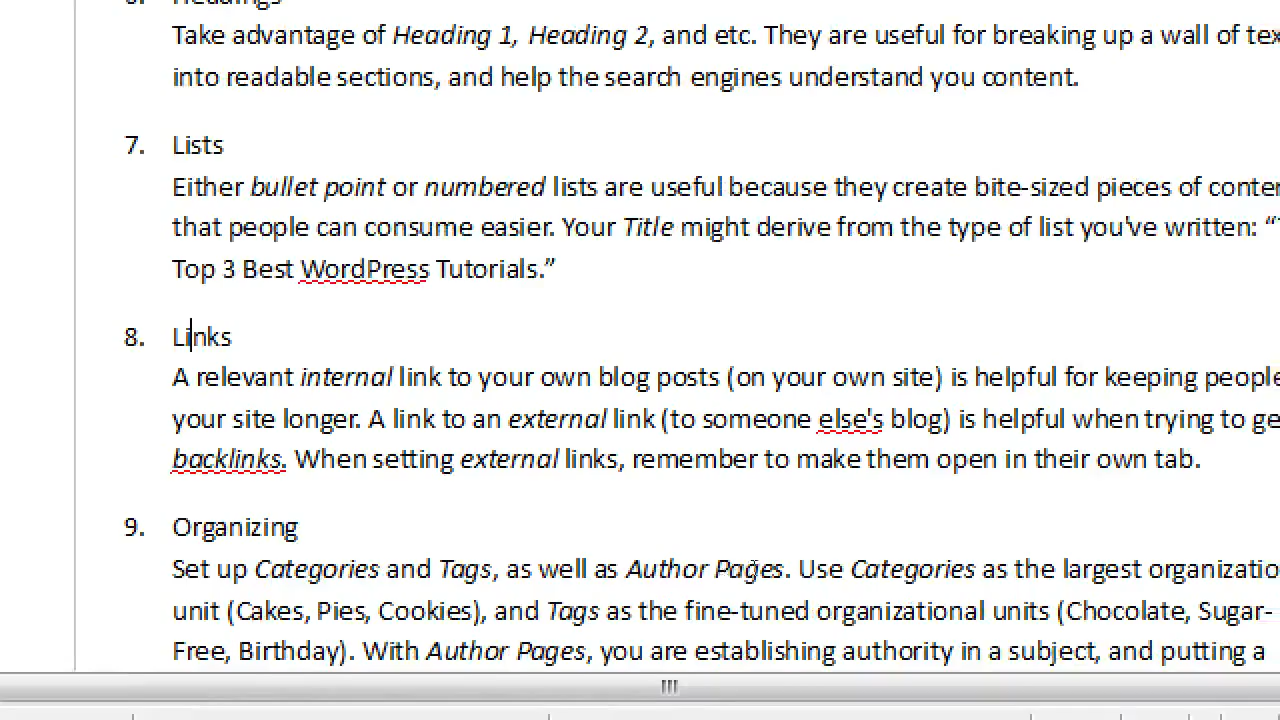 Headings
Take advantage of Heading 1, Heading 2, and etc. They are useful for breaking up a wall of
into readable sections, and help the search engines understand you content.
7. Lists
Either bullet point or numbered lists are useful because they create bite-sized pieces of
that people can consume easier. Your Title might derive from the type of list you've written: “
Top 3 Best WordPress Tutorials.”
8. Links
A relevant internal link to your own blog posts (on your own site) is helpful for keeping people
your site longer. A link to an external link (to someone else's blog) is helpful when trying to
backlinks. When setting external links, remember to make them open in their own tab.
9. Organizing
Set up Categories and Tags, as well as Author Pages. Use Categories as the largest
unit (Cakes, Pies, Cookies), and Tags as the fine-tuned organizational units (Chocolate, Sugar-
Free, Birthday). With Author Pages, you are establishing authority in a subject, and putting a